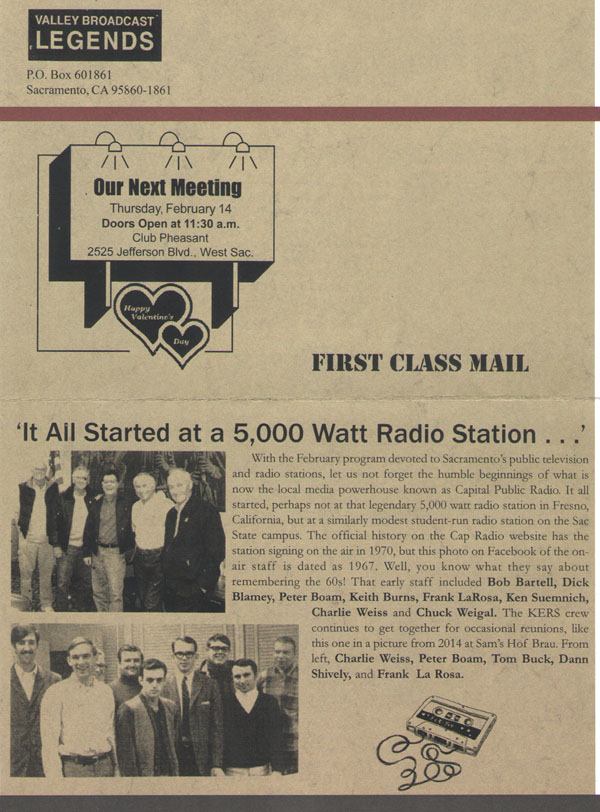 VALLEY BROADCAST
LEGENDS
P.O. Box 601861
Sacramento, CA 95860-1861
Our Next Meeting
Thursday, February 14
Doors Open at 11:30 a.m.
Club Pheasant
2525 Jefferson Blvd., West Sac.
Happy
Valentine's
Day
FIRST CLASS MAIL
'It All Started at a 5,000 Watt Radio Station . . .'
With the February program devoted to Sacramento's public television
and radio stations, let us not forget the humble beginnings of what is
now the local media powerhouse known as Capital Public Radio. It all
started, perhaps not at that legendary 5,000 watt radio station in Fresno,
California, but at a similarly modest student-run radio station on the Sac
State campus. The official history on the Cap Radio website has the
station signing on the air in 1970, but this photo on Facebook of the on-
air staff is dated as 1967. Well, you know what they say about
remembering the 60s! That early staff included Bob Bartell, Dick
Blamey, Peter Boam, Keith Burns, Frank LaRosa, Ken Suemnich,
Charlie Weiss and Chuck Weigal. The KERS crew
continues to get together for occasional reunions, like
this one in a picture from 2014 at Sam's Hof Brau. From
left, Charlie Weiss, Peter Boam, Tom Buck, Dann
Shively, and Frank La Rosa.